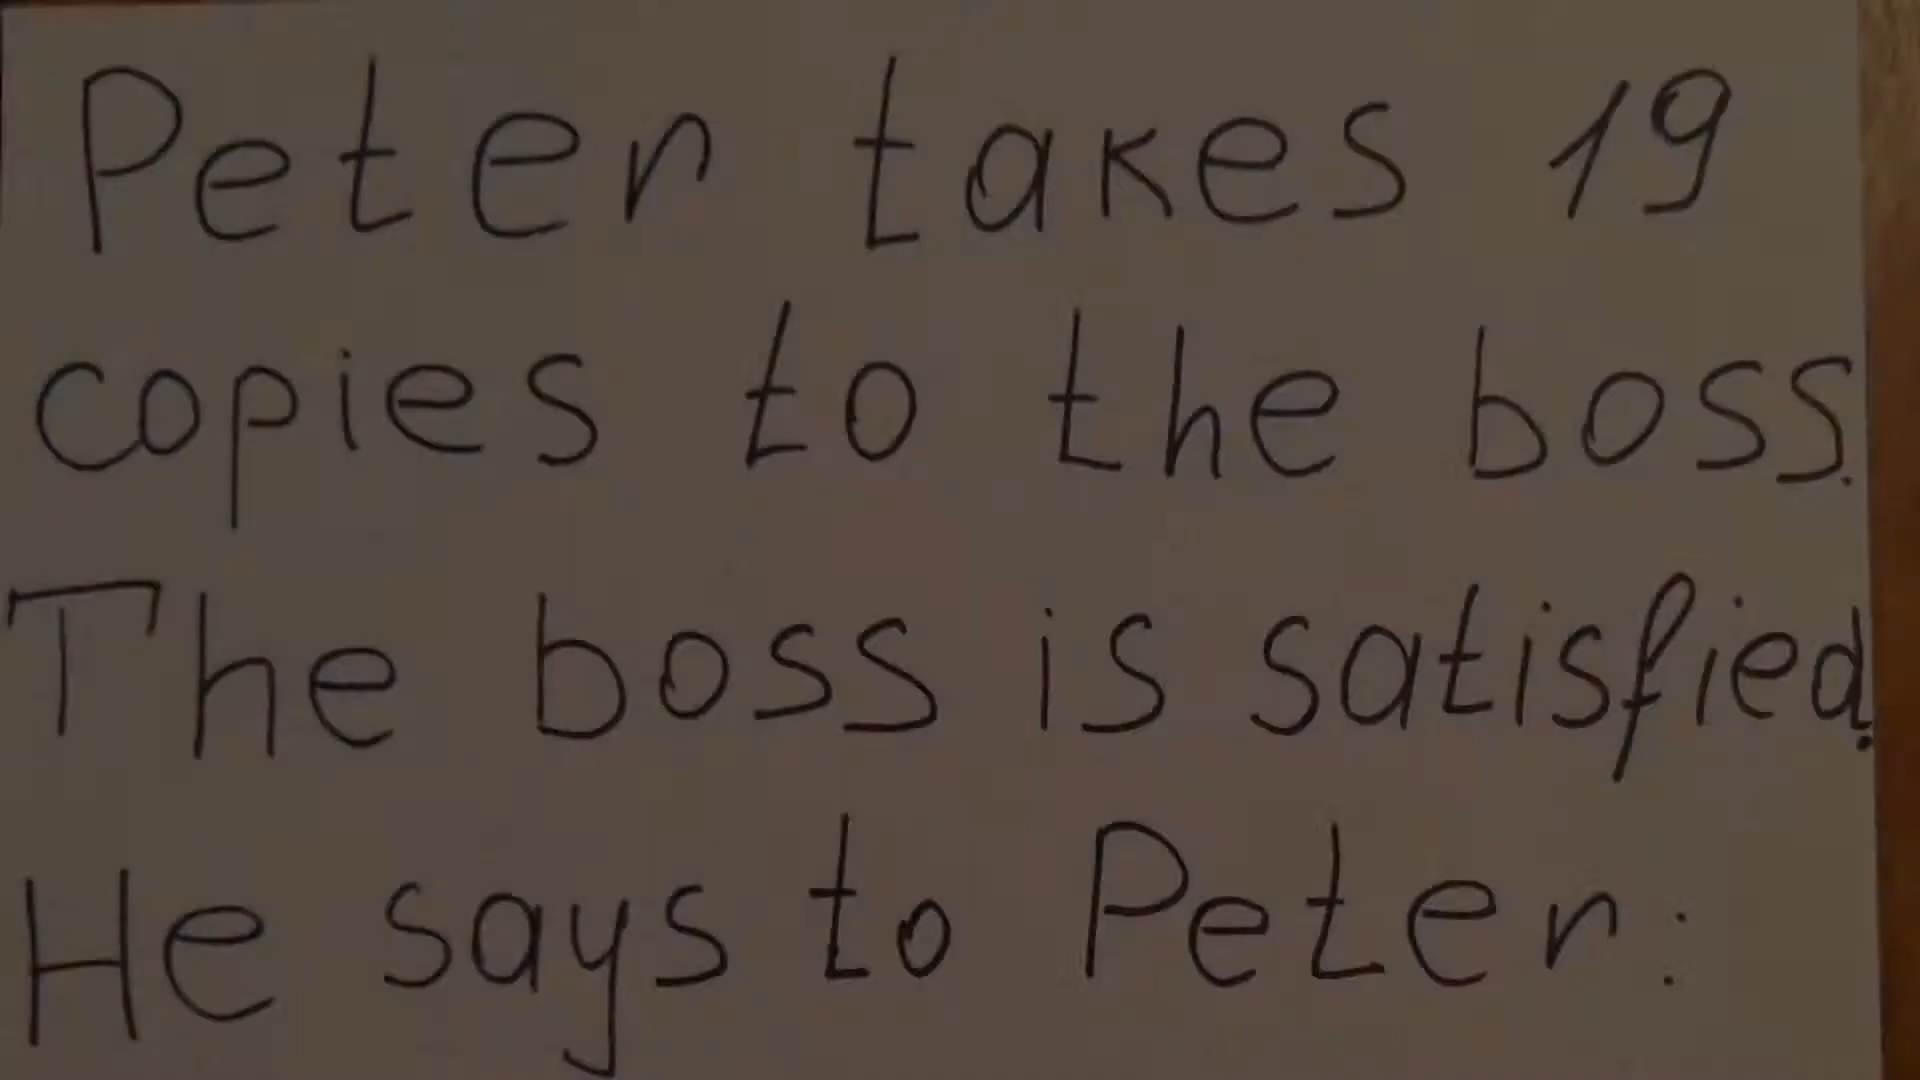 Peter takes 19
copies to the boss.
The boss is satisfied.
He says to Peter: